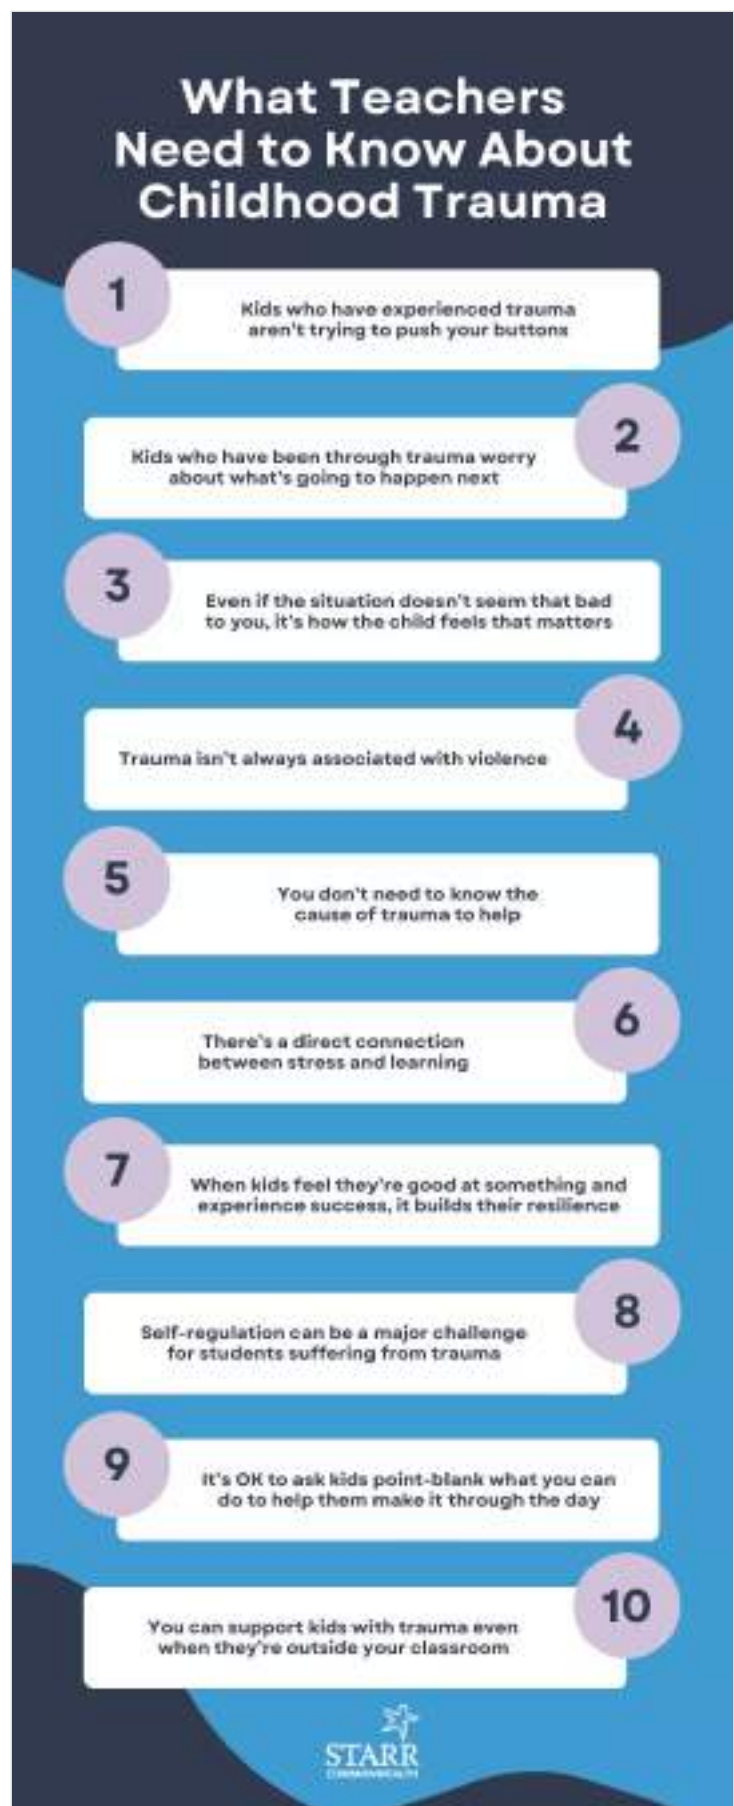 What Teachers
Need to Know About
Childhood Trauma
1
Kids who have experienced trauma
aren't trying to push your buttons
2
Kids who have been through trauma worry
about what's going to happen next
3
Even if the situation doesn't seem that bad
to you, it's how the child feels that matters
4
Trauma isn't always associated with violence
5
You don't need to know the
cause of trauma to help
6
There's a direct connection
between stress and learning
7
When kids feel they're good at something and
experience success, it builds their resilience
8
Self-regulation can be a major challenge
for students suffering from trauma
9
It's OK to ask kids point-blank what you can
do to help them make it through the day
10
You can support kids with trauma even
when they're outside your classroom
STARR
COMMONWEALTH